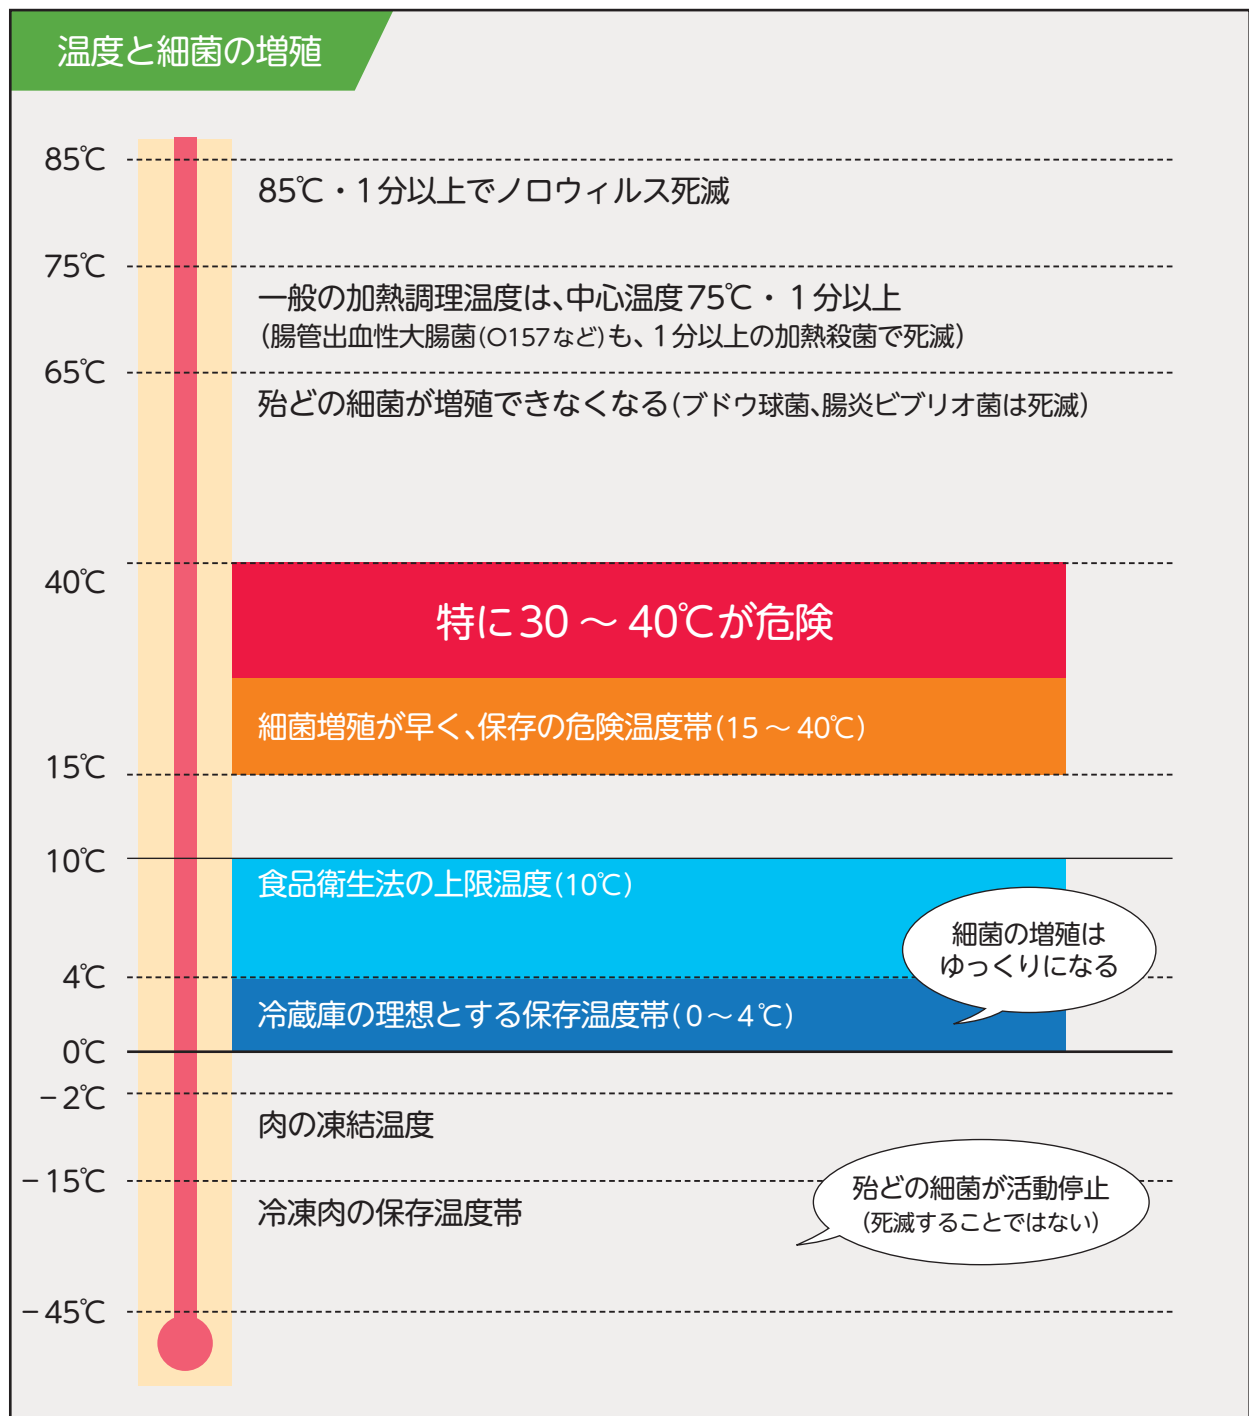 温度と細菌の増殖
85℃
85℃・1分以上でノロウィルス死滅
75℃
一般の加熱調理温度は、中心温度75℃・1分以上
(腸管出血性大腸菌(O157など)も、1分以上の加熱殺菌で死滅)
65℃
殆どの細菌が増殖できなくなる(ブドウ球菌、腸炎ビブリオ菌は死滅)
40℃
特に30～40℃が危険
細菌増殖が早く、保存の危険温度帯(15～40℃)
15℃
10℃
食品衛生法の上限温度(10℃)
細菌の増殖は
ゆっくりになる
4℃
冷蔵庫の理想とする保存温度帯(0～4℃)
0℃
－2℃
肉の凍結温度
－15℃
殆どの細菌が活動停止
(死滅することではない)
冷凍肉の保存温度帯
－45℃